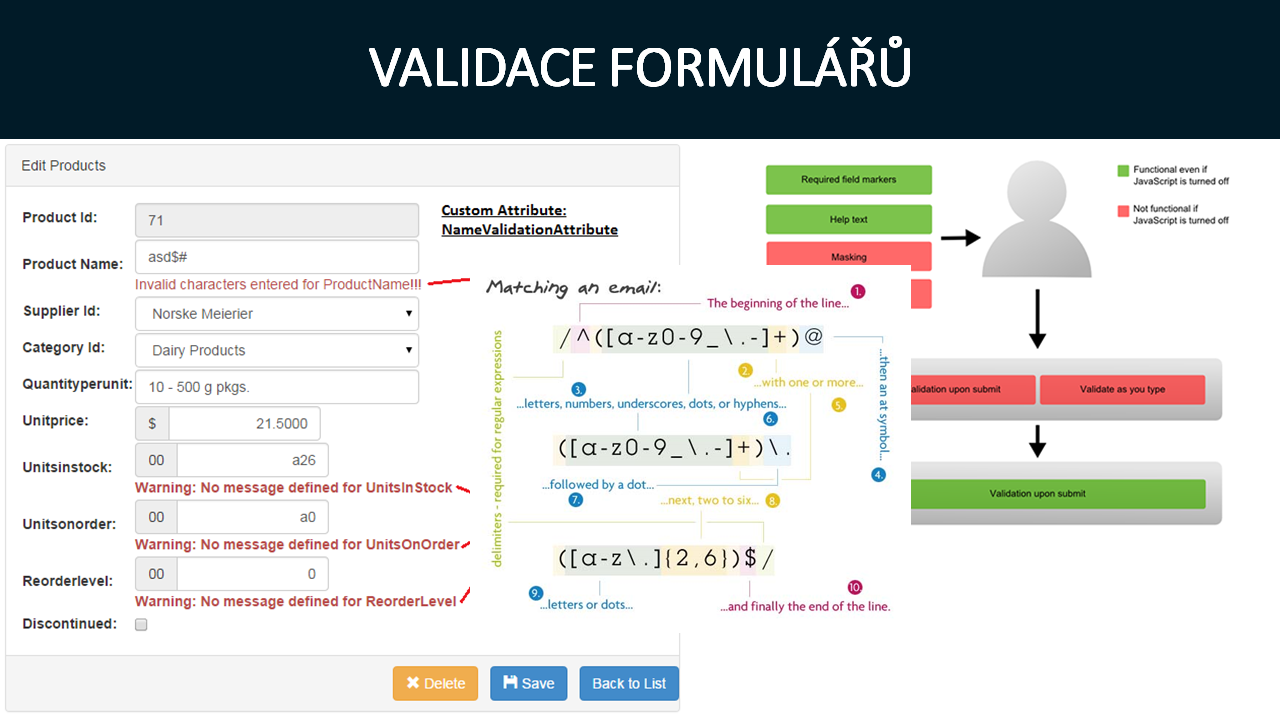 VALIDACE FORMULÁŘŮ
Edit Products
Product Id:
71
Product Name:
asd$#
Invalid characters entered for ProductName!!!
Supplier Id:
Norske Meierier
Category Id:
Dairy Products
Quantityperunit:
10 - 500 g pkgs.
Unitprice:
$
21.5000
Unitsinstock:
00
a26
Warning: No message defined for UnitsInStock
Unitsonorder:
00
a0
Warning: No message defined for UnitsOnOrder
Reorderlevel:
00
0
Warning: No message defined for ReorderLevel
Discontinued:
Delete
Save
Back to List
Custom Attribute:
NameValidationAttribute
Matching an email:
The beginning of the line...
1.
/^([a-z0-9_\.-]+)@
2.
...with one or more...
3.
...letters, numbers, underscores, dots, or hyphens...
...then an at symbol...
4.
5.
6.
([a-z0-9_\.-]+)\.
...followed by a dot...
7.
...next, two to six...
8.
([a-z\.]{2,6})$/
9.
...letters or dots...
10.
...and finally the end of the line.
delimiters - required for regular expressions
Required field markers
Help text
Masking
Functional even if
JavaScript is turned off
Not functional if
JavaScript is turned off
alidation upon submit
Validate as you type
Validation upon submit